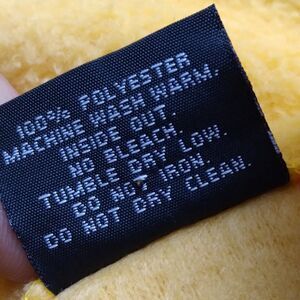 100% POLYESTER
MACHINE WASH WARM.
INSIDE OUT.
NO BLEACH.
TUMBLE DRY LOW.
DO NOT IRON.
DO NOT DRY CLEAN.